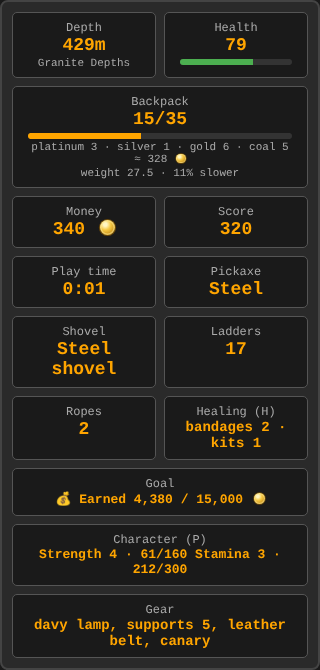 Depth
429m
Granite Depths
Health
79
Backpack
15/35
platinum 3 · silver 1 · gold 6 · coal 5
≈ 328 🪙
weight 27.5 · 11% slower
Money
340 🪙
Score
320
Play time
0:01
Pickaxe
Steel
Shovel
Steel
shovel
Ladders
17
Ropes
2
Healing (H)
bandages 2 ·
kits 1
Goal
💰 Earned 4,380 / 15,000 🪙
Character (P)
Strength 4 · 61/160 Stamina 3 ·
212/300
Gear
davy lamp, supports 5, leather
belt, canary